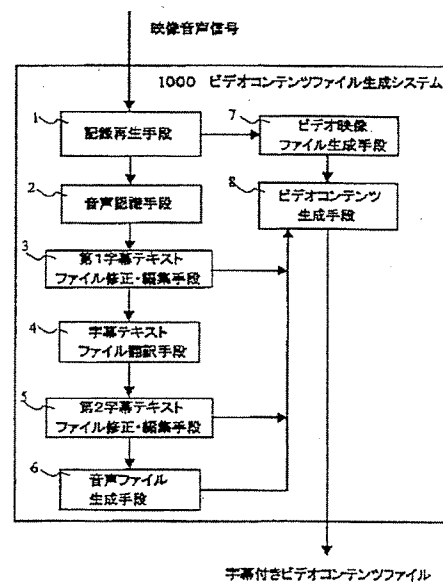 映像音声信号
1000 ビデオコンテンツファイル生成システム
1
記録再生手段
7
ビデオ映像
ファイル生成手段
2
音声認識手段
8
ビデオコンテンツ
生成手段
3
第1字幕テキスト
ファイル修正・編集手段
4
字幕テキスト
ファイル翻訳手段
5
第2字幕テキスト
ファイル修正・編集手段
6
音声ファイル
生成手段
字幕付きビデオコンテンツファイル